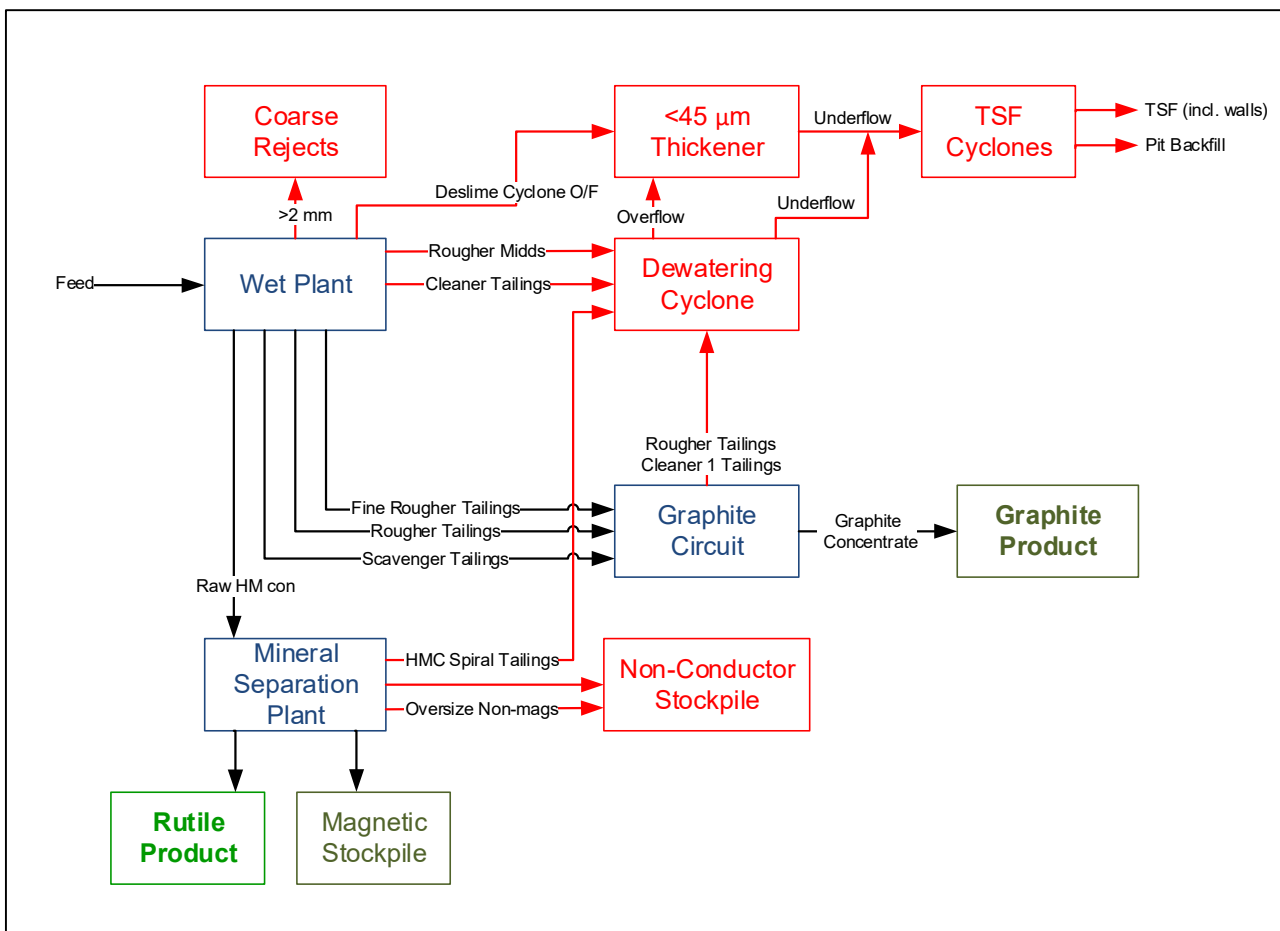 Coarse
Rejects
<45 µm
Thickener
Underflow
TSF
Cyclones
TSF (incl. walls)
Pit Backfill
Deslime Cyclone O/F
>2 mm
Overflow
Underflow
Feed
Wet Plant
Rougher Midds
Cleaner Tailings
Dewatering
Cyclone
Rougher Tailings
Cleaner 1 Tailings
Fine Rougher Tailings
Rougher Tailings
Scavenger Tailings
Graphite
Circuit
Graphite
Concentrate
Graphite
Product
Raw HM con
Mineral
Separation
Plant
HMC Spiral Tailings
Oversize Non-mags
Non-Conductor
Stockpile
Rutile
Product
Magnetic
Stockpile